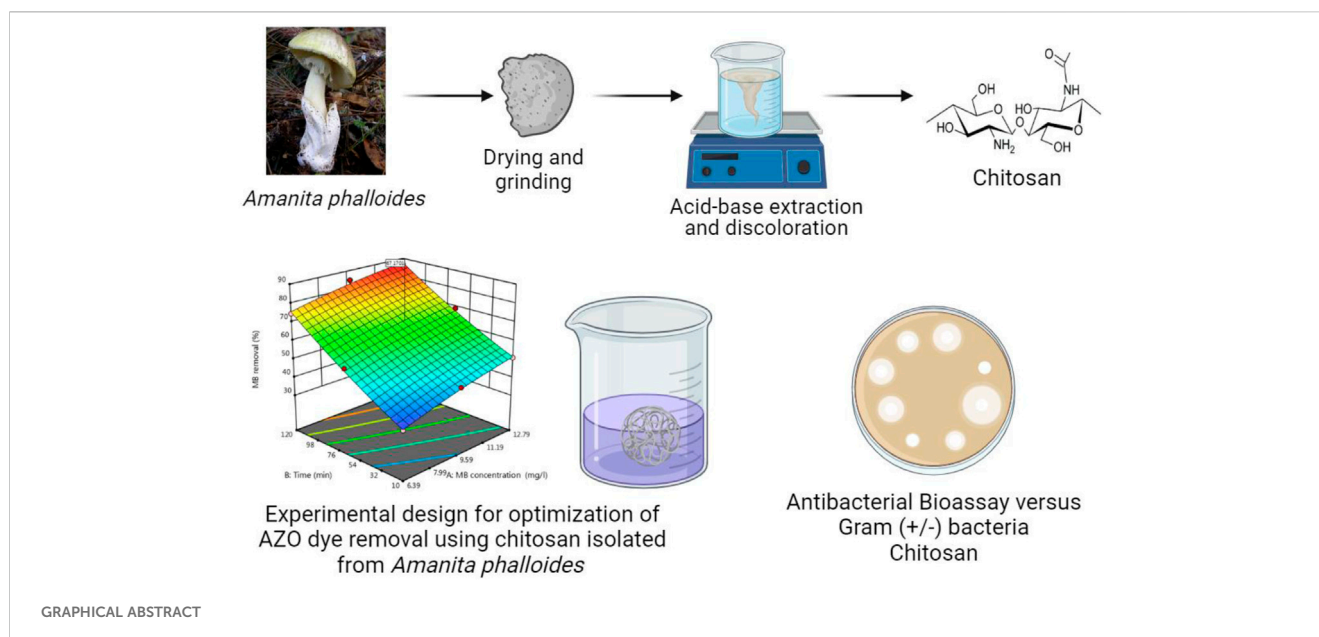 Amanita phalloides
Drying and
grinding
Acid-base extraction
and discoloration
O
NH
OH
O
HO
O
HO
NH2
O
OH
Chitosan
90
80
70
60
50
40
30
MB removal (%)
120
98
76
54
32
10
B: Time (min)
12.79
11.19
9.59
7.99
6.39
A: MB concentration (mg/l)
Experimental design for optimization of
AZO dye removal using chitosan isolated
from Amanita phalloides
Antibacterial Bioassay versus
Gram (+/-) bacteria
Chitosan
GRAPHICAL ABSTRACT